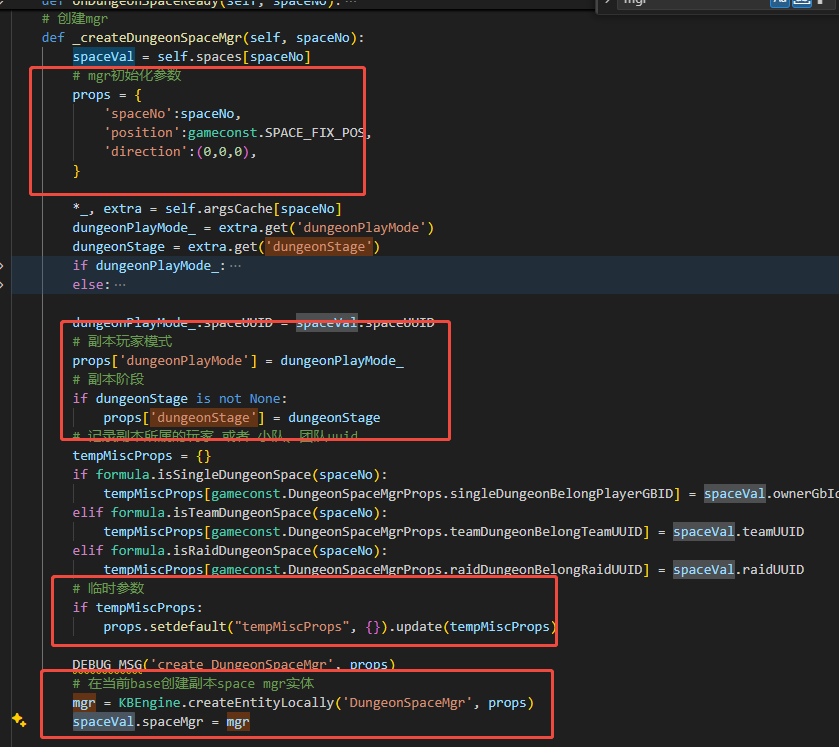 def onDungeonSpaceReady(self, spaceNo):…
mgr
# 创建mgr
def _createDungeonSpaceMgr(self, spaceNo):
spaceVal = self.spaces[spaceNo]
# mgr初始化参数
props = {
'spaceNo':spaceNo,
'position':gameconst.SPACE_FIX_POS,
'direction':(0,0,0),
}
*_, extra = self.argsCache[spaceNo]
dungeonPlayMode_ = extra.get('dungeonPlayMode')
dungeonStage = extra.get('dungeonStage')
if dungeonPlayMode_:…
else:…
dungeonPlayMode_.spaceUUID = spaceVal.spaceUUID
# 副本玩家模式
props['dungeonPlayMode'] = dungeonPlayMode_
# 副本阶段
if dungeonStage is not None:
props['dungeonStage'] = dungeonStage
# 记录副本所属的玩家 或者 小队、团队uuid
tempMiscProps = {}
if formula.isSingleDungeonSpace(spaceNo):
tempMiscProps[gameconst.DungeonSpaceMgrProps.singleDungeonBelongPlayerGBID] = spaceVal.ownerGbId
elif formula.isTeamDungeonSpace(spaceNo):
tempMiscProps[gameconst.DungeonSpaceMgrProps.teamDungeonBelongTeamUUID] = spaceVal.teamUUID
elif formula.isRaidDungeonSpace(spaceNo):
tempMiscProps[gameconst.DungeonSpaceMgrProps.raidDungeonBelongRaidUUID] = spaceVal.raidUUID
# 临时参数
if tempMiscProps:
props.setdefault("tempMiscProps", {}).update(tempMiscProps)
DEBUG_MSG('create DungeonSpaceMgr', props)
# 在当前base创建副本space mgr实体
mgr = KBEngine.createEntityLocally('DungeonSpaceMgr', props)
spaceVal.spaceMgr = mgr